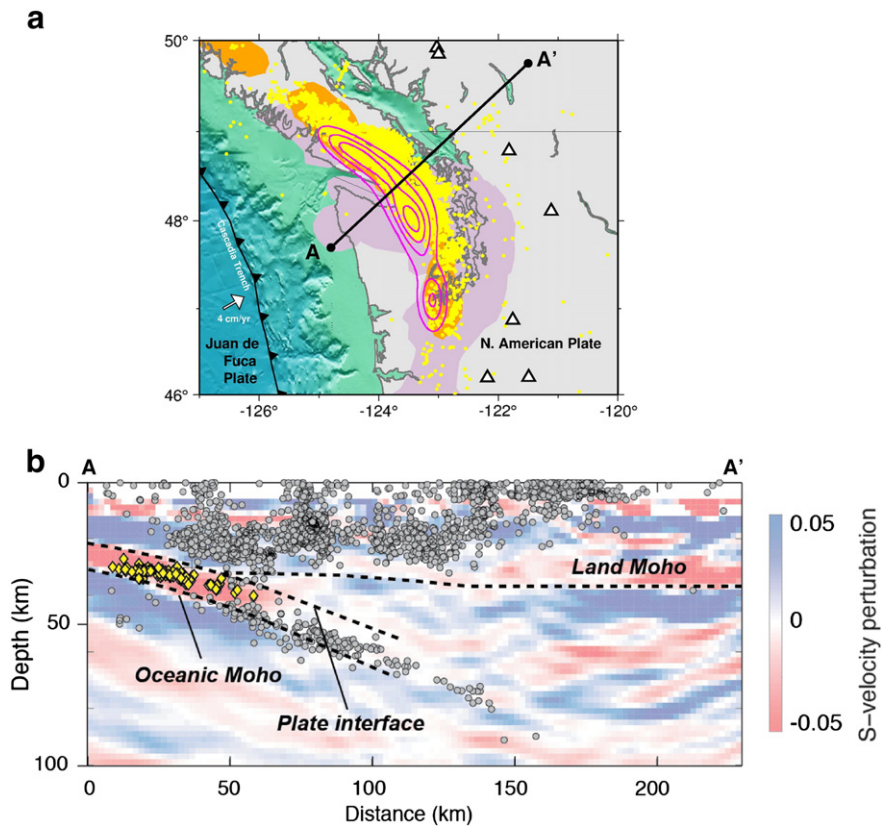 a
50°
48°
46°
-126°
-124°
-122°
-120°
A'
A
Cascadia Trench
4 cm/yr
Juan de
Fuca
Plate
N. American Plate
b
A
A'
0
50
100
Depth (km)
0
50
100
150
200
Distance (km)
Land Moho
Oceanic Moho
Plate interface
0.05
0
-0.05
S-velocity perturbation